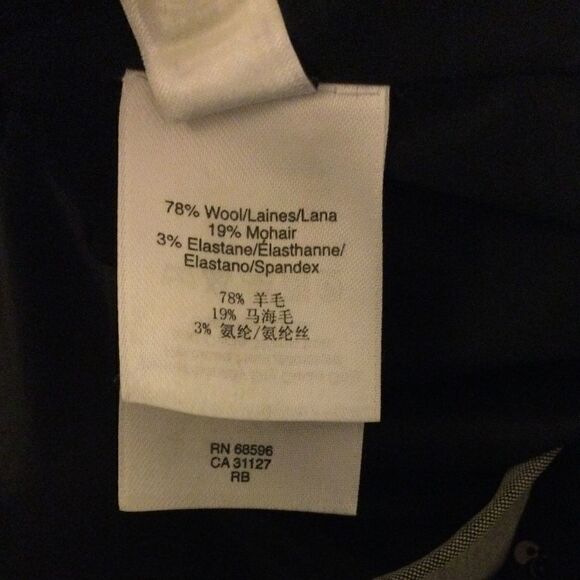 78% Wool/Laines/Lana
19% Mohair
3% Elastane/Élasthanne/
Elastano/Spandex
78% 羊毛
19% 马海毛
3% 氨纶/氨纶丝
RN 68596
CA 31127
RB